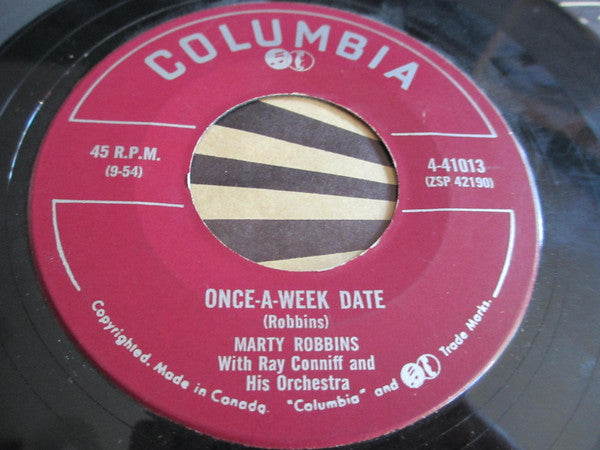 COLUMBIA
45 R.P.M.
(9-54)
4-41013
(ZSP 42190)
ONCE-A-WEEK DATE
(Robbins)
MARTY ROBBINS
With Ray Conniff and
His Orchestra
Copyrighted. Made in Canada. "Columbia" and Trade Marks.